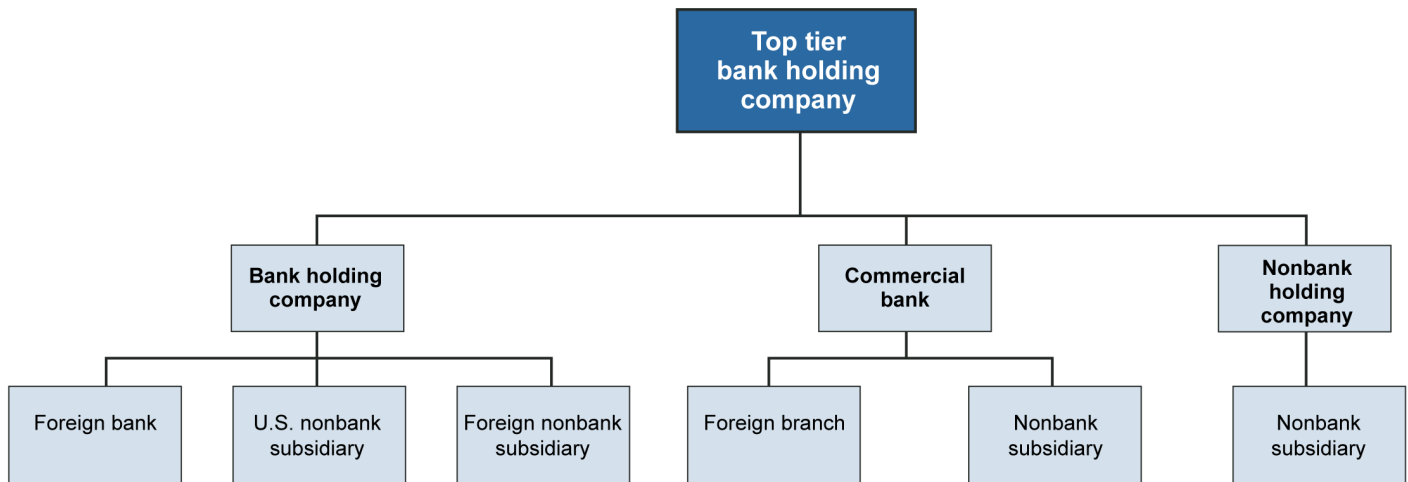 Top tier
bank holding
company
Bank holding
company
Commercial
bank
Nonbank
holding
company
Foreign bank
U.S. nonbank
subsidiary
Foreign nonbank
subsidiary
Foreign branch
Nonbank
subsidiary
Nonbank
subsidiary